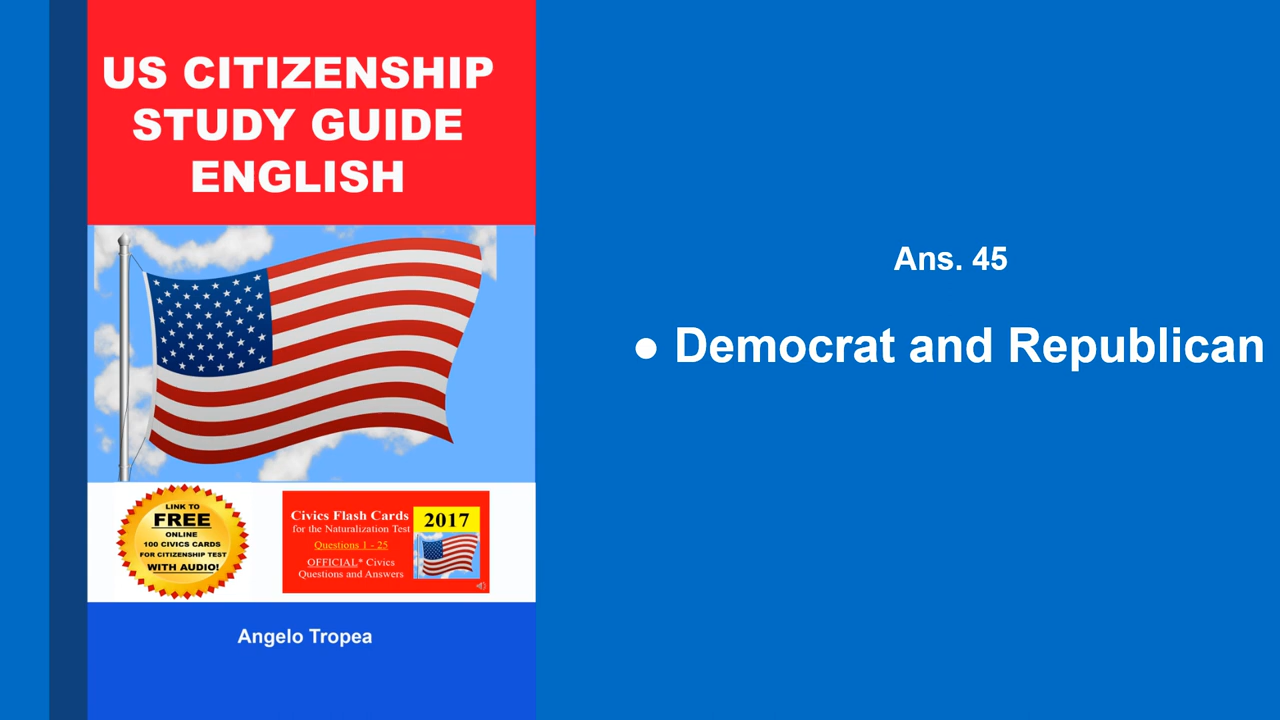 US CITIZENSHIP
STUDY GUIDE
ENGLISH
LINK TO
FREE
ONLINE
100 CIVICS CARDS
FOR CITIZENSHIP TEST
WITH AUDIO!
Civics Flash Cards
for the Naturalization Test
Questions 1 - 25
OFFICIAL* Civics
Questions and Answers
2017
Angelo Tropea
Ans. 45
● Democrat and Republican